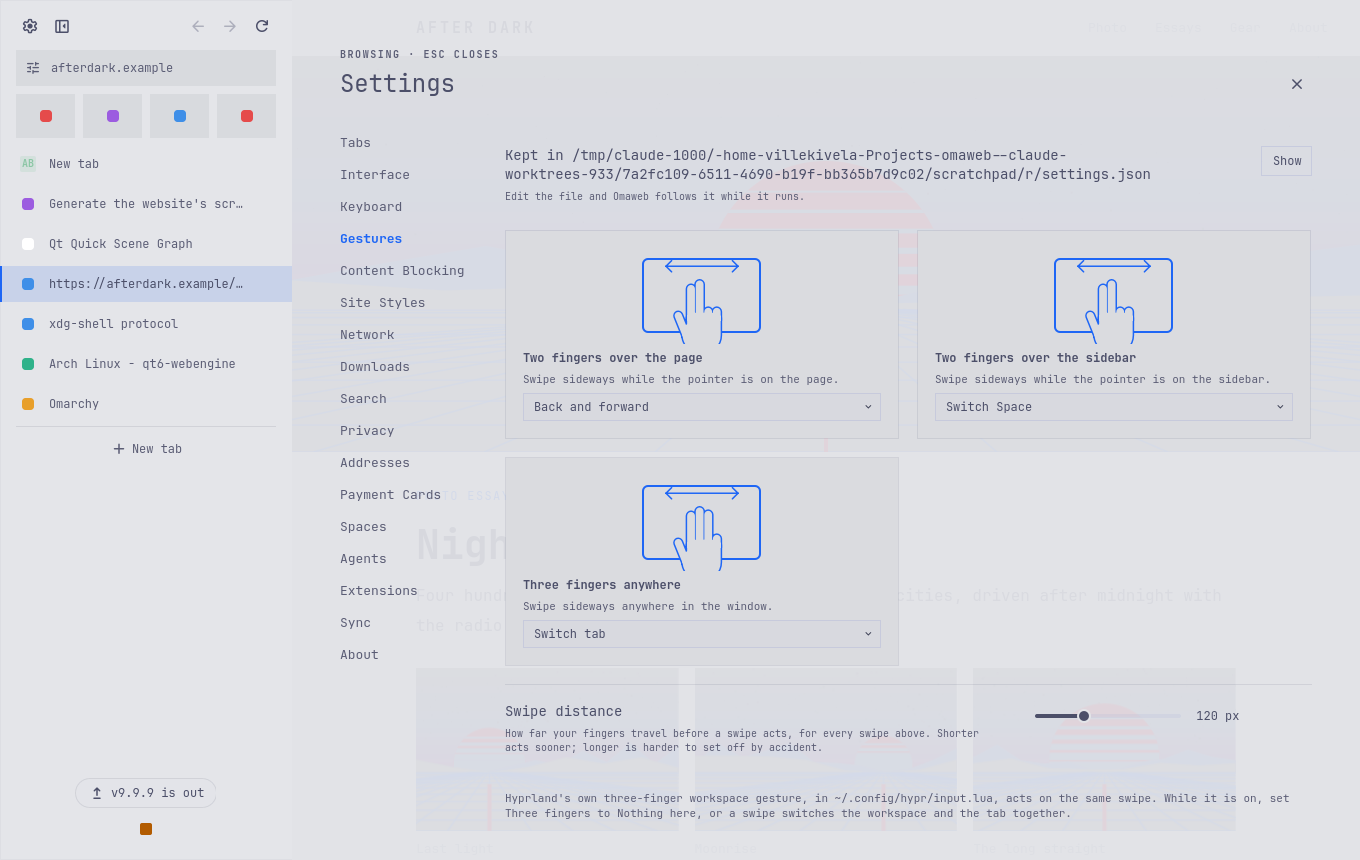 AFTER DARK
BROWSING · ESC CLOSES
Settings
afterdark.example
AB New tab
Generate the website's scr…
Qt Quick Scene Graph
https://afterdark.example/…
xdg-shell protocol
Arch Linux - qt6-webengine
Omarchy
New tab
v9.9.9 is out
Tabs
Interface
Keyboard
Gestures
Content Blocking
Site Styles
Network
Downloads
Search
Privacy
Addresses
Payment Cards
Spaces
Agents
Extensions
Sync
About
Kept in /tmp/claude-1000/-home-villekivela-Projects-omaweb--claude-
worktrees-933/7a2fc109-6511-4690-b19f-bb365b7d9c02/scratchpad/r/settings.json
Edit the file and Omaweb follows it while it runs.
Show
Two fingers over the page
Swipe sideways while the pointer is on the page.
Back and forward
Two fingers over the sidebar
Swipe sideways while the pointer is on the sidebar.
Switch Space
Three fingers anywhere
Swipe sideways anywhere in the window.
Switch tab
Nigh
Four hund
cities, driven after midnight with
the radio
Swipe distance
How far your fingers travel before a swipe acts, for every swipe above. Shorter
acts sooner; longer is harder to set off by accident.
120 px
Hyprland's own three-finger workspace gesture, in ~/.config/hypr/input.lua, acts on the same swipe. While it is on, set
Three fingers to Nothing here, or a swipe switches the workspace and the tab together.